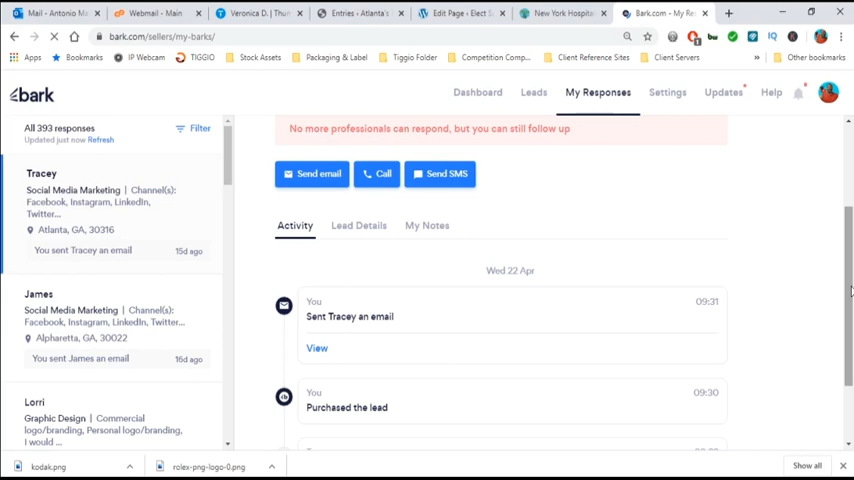 Mail - Antonio M
Webmail - Main
Veronica D. | Thum
Entries ‹ Atlanta's
Edit Page ‹ Elect S
New York Hospita
Bark.com - My Re
bark.com/sellers/my-barks/
Apps
Bookmarks
IP Webcam
TIGGIO
Stock Assets
Packaging & Label
Tiggio Folder
Competition Comp...
Client Reference Sites
Client Servers
»
Other bookmarks
bark
Dashboard
Leads
My Responses
Settings
Updates
Help
All 393 responses
Filter
Updated just now Refresh
Tracey
Social Media Marketing | Channel(s):
Facebook, Instagram, LinkedIn,
Twitter...
Atlanta, GA, 30316
You sent Tracey an email 15d ago
James
Social Media Marketing | Channel(s):
Facebook, Instagram, LinkedIn, Twitter...
Alpharetta, GA, 30022
You sent James an email 16d ago
Lorri
Graphic Design | Commercial
logo/branding, Personal logo/branding,
I would ...
No more professionals can respond, but you can still follow up
Send email
Call
Send SMS
Activity
Lead Details
My Notes
Wed 22 Apr
You 09:31
Sent Tracey an email
View
You 09:30
Purchased the lead
kodak.png
rolex-png-logo-0.png
Show all